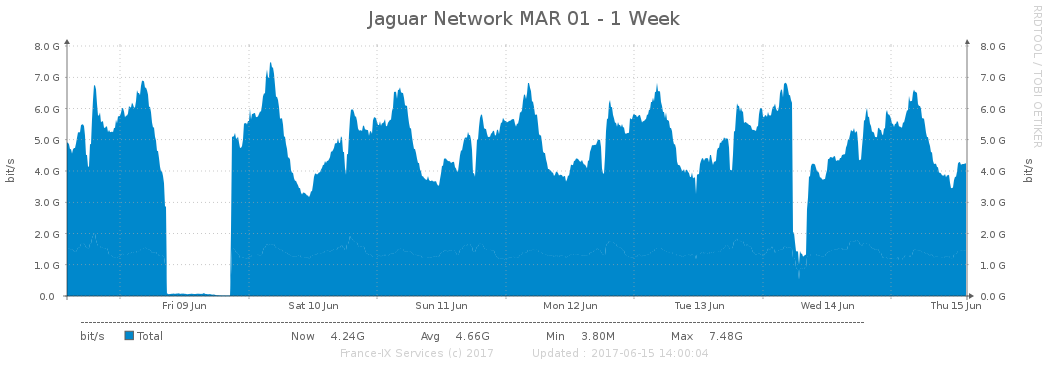 Jaguar Network MAR 01 - 1 Week
RRDTOOL / TOBI OETIKER
bit/s
8.0 G 8.0 G
7.0 G 7.0 G
6.0 G 6.0 G
5.0 G 5.0 G
4.0 G 4.0 G
3.0 G 3.0 G
2.0 G 2.0 G
1.0 G 1.0 G
0.0 0.0 G
bit/s
Fri 09 Jun Sat 10 Jun Sun 11 Jun Mon 12 Jun Tue 13 Jun Wed 14 Jun Thu 15 Jun
bit/s Total Now 4.24G Avg 4.66G Min 3.80M Max 7.48G
France-IX Services (c) 2017 Updated : 2017-06-15 14:00:04